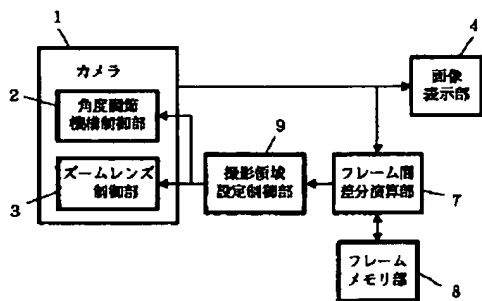 1
カメラ
2
角度調節
機構制御部
3
ズームレンズ
制御部
4
画像
表示部
9
撮影領域
設定制御部
フレーム間
差分演算部
7
フレーム
メモリ部
8